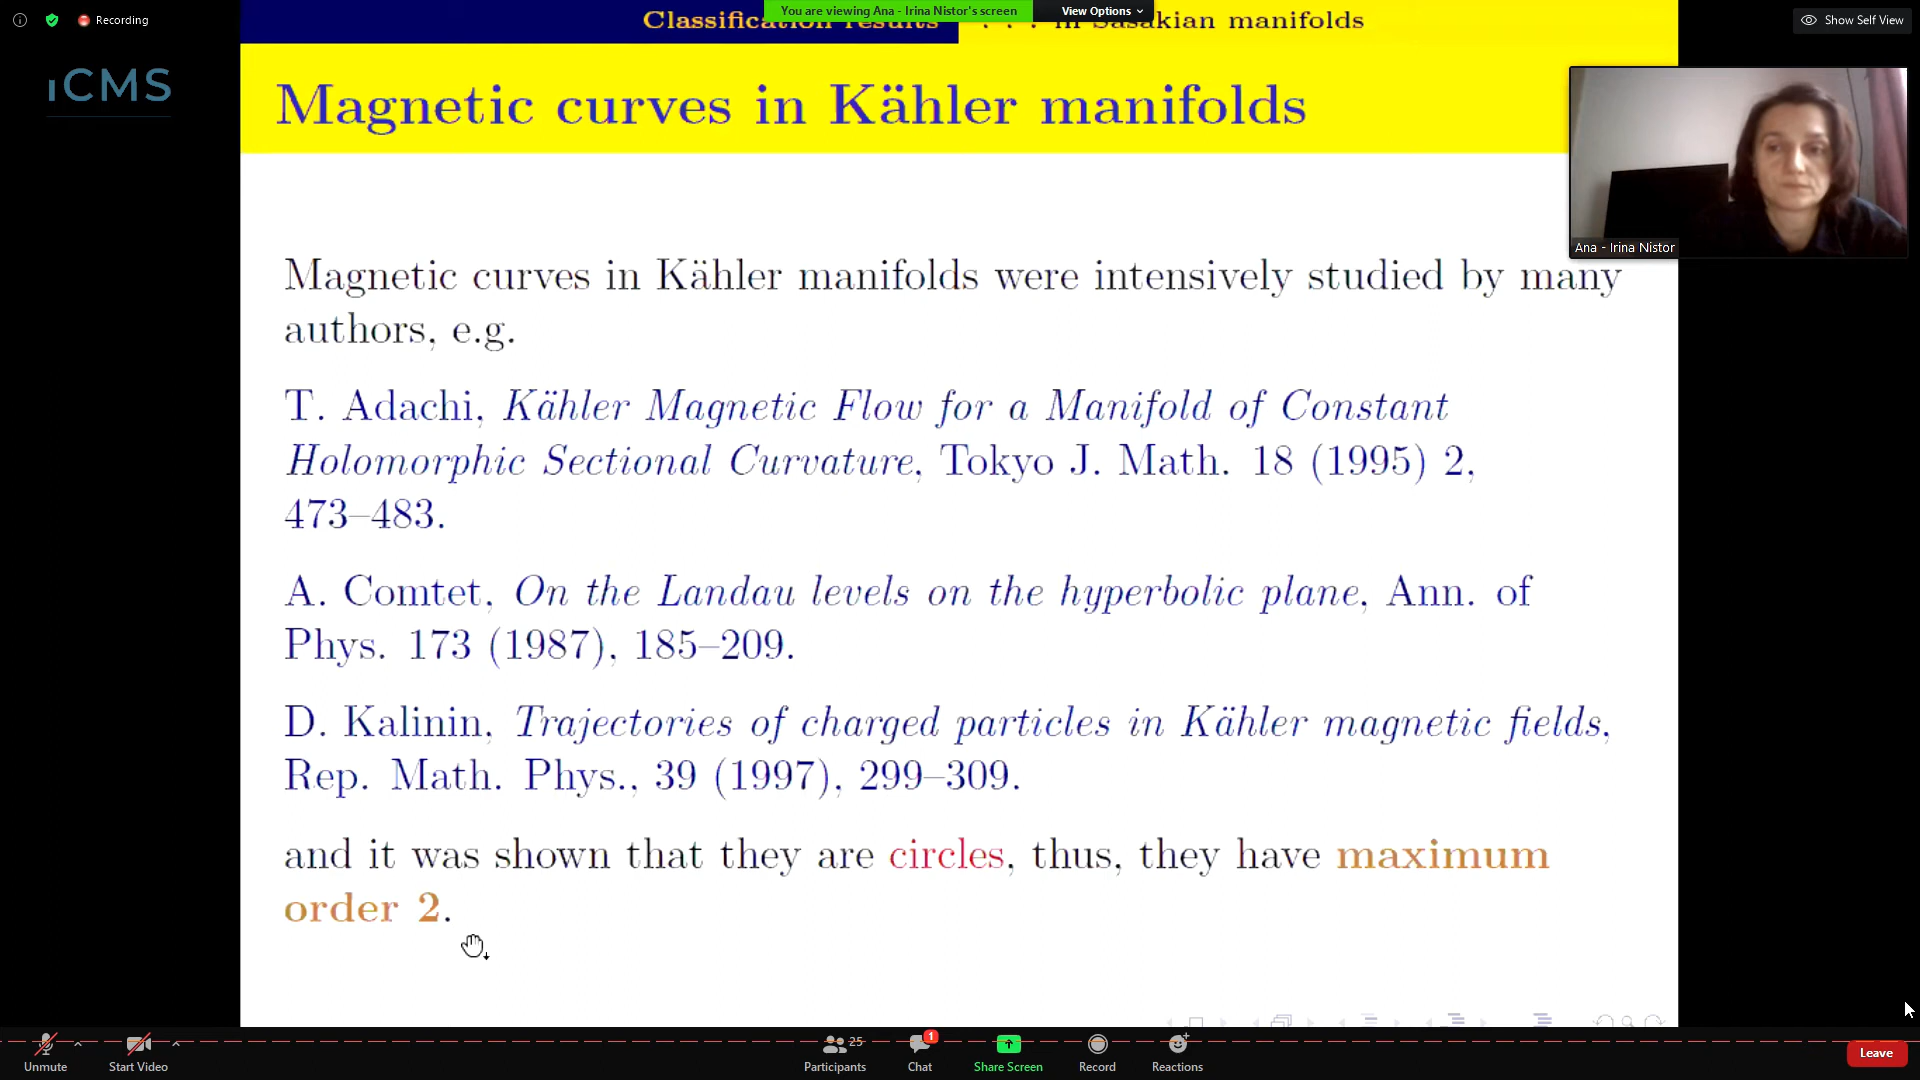 Recording
You are viewing Ana - Irina Nistor's screen
View Options
Show Self View
Classification results
. . . in Sasakian manifolds
iCMS
Magnetic curves in Kähler manifolds
Ana - Irina Nistor
Magnetic curves in Kähler manifolds were intensively studied by many
authors, e.g.
T. Adachi, Kähler Magnetic Flow for a Manifold of Constant
Holomorphic Sectional Curvature, Tokyo J. Math. 18 (1995) 2,
473–483.
A. Comtet, On the Landau levels on the hyperbolic plane, Ann. of
Phys. 173 (1987), 185–209.
D. Kalinin, Trajectories of charged particles in Kähler magnetic fields,
Rep. Math. Phys., 39 (1997), 299–309.
and it was shown that they are circles, thus, they have maximum
order 2.
Unmute
Start Video
25
Participants
1
Chat
Share Screen
Record
Reactions
Leave